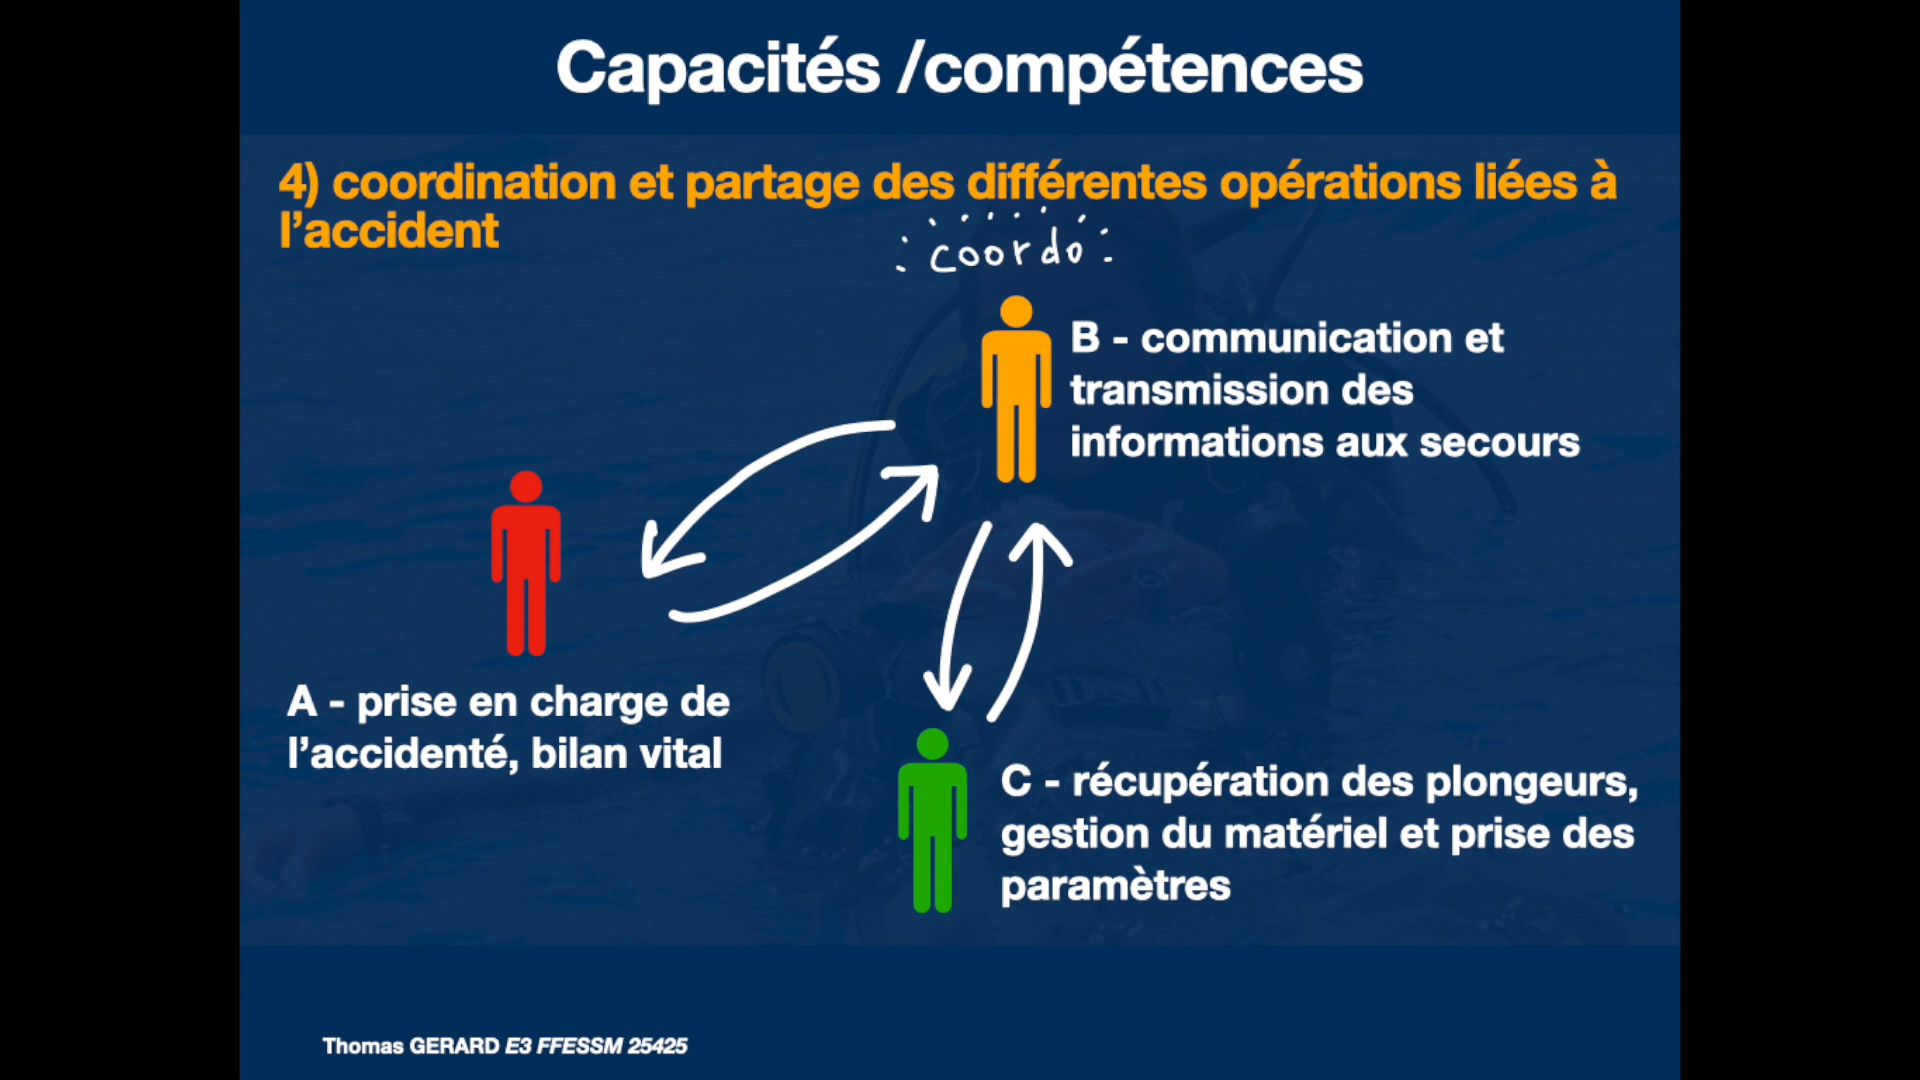 Capacités /compétences
4) coordination et partage des différentes opérations liées à
l’accident
coordo
B - communication et
transmission des
informations aux secours
A - prise en charge de
l’accidenté, bilan vital
C - récupération des plongeurs,
gestion du matériel et prise des
paramètres
Thomas GERARD E3 FFESSM 25425